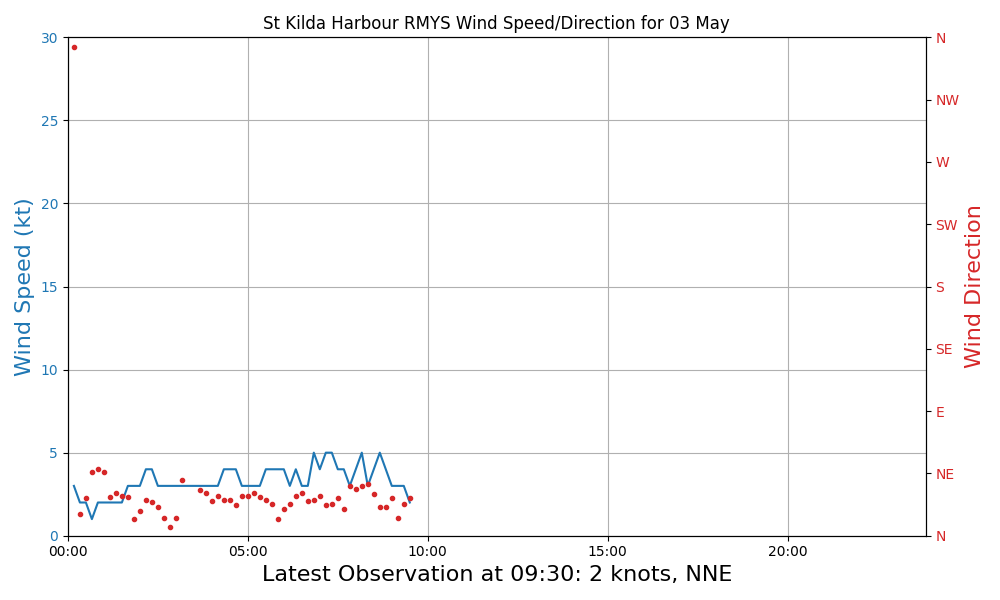 St Kilda Harbour RMYS Wind Speed/Direction for 03 May
30
25
20
15
10
5
0
Wind Speed (kt)
N
NW
W
SW
S
SE
E
NE
N
Wind Direction
00:00 05:00 10:00 15:00 20:00
Latest Observation at 09:30: 2 knots, NNE